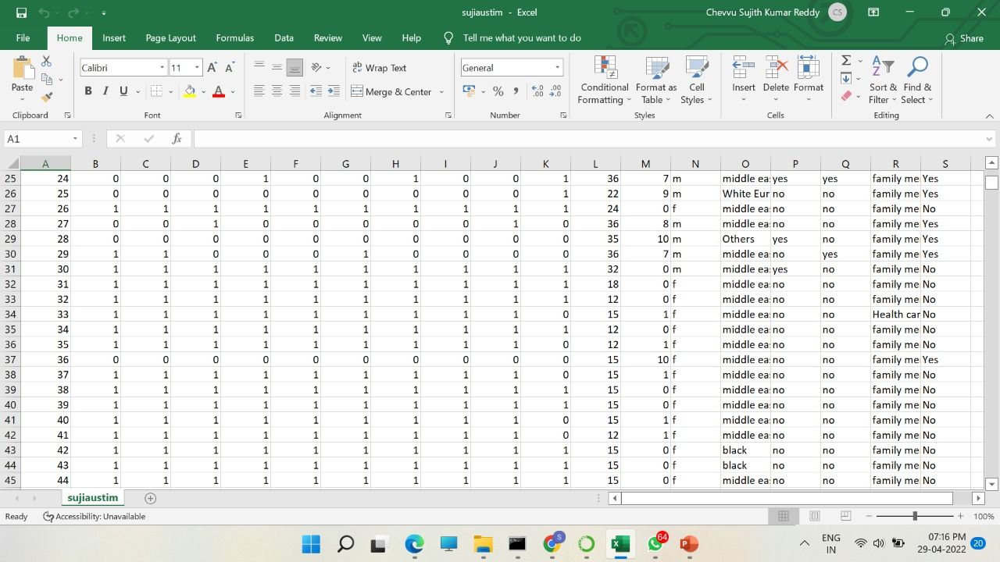 sujiaustim - Excel
Chevvu Sujith Kumar Reddy CS
File Home Insert Page Layout Formulas Data Review View Help Tell me what you want to do Share
Calibri 11 Wrap Text General
Paste B I U A Merge & Center % Conditional Formatting Format as Table Cell Styles Insert Delete Format Sort & Filter Find & Select
Clipboard Font Alignment Number Styles Cells Editing
A1 fx
A B C D E F G H I J K L M N O P Q R S
25 24 0 0 0 1 0 0 1 0 0 1 36 7 m middle ea yes yes family me Yes
26 25 0 0 0 0 0 0 0 0 0 1 22 9 m White Eur no no family me Yes
27 26 1 1 1 1 1 1 1 1 1 1 24 0 f middle ea no no family me No
28 27 0 0 1 0 0 0 0 0 1 0 36 8 m middle ea no no family me Yes
29 28 0 0 0 0 0 0 0 0 0 0 35 10 m Others yes no family me Yes
30 29 1 1 0 0 0 1 0 0 0 0 36 7 m middle ea no yes family me Yes
31 30 1 1 1 1 1 1 1 1 1 1 32 0 m middle ea yes no family me No
32 31 1 1 1 1 1 1 1 1 1 1 18 0 f middle ea no no family me No
33 32 1 1 1 1 1 1 1 1 1 1 12 0 f middle ea no no family me No
34 33 1 1 1 1 1 1 1 1 1 0 15 1 f middle ea no no Health car No
35 34 1 1 1 1 1 1 1 1 1 1 12 0 f middle ea no no family me No
36 35 1 1 1 1 1 1 1 1 1 0 12 1 f middle ea no no family me No
37 36 0 0 0 0 0 0 0 0 0 0 15 10 f middle ea no no family me Yes
38 37 1 1 1 1 1 1 1 1 1 0 15 1 f middle ea no no family me No
39 38 1 1 1 1 1 1 1 1 1 1 15 0 f middle ea no no family me No
40 39 1 1 1 1 1 1 1 1 1 1 15 0 f middle ea no no family me No
41 40 1 1 1 1 1 1 1 1 1 0 15 1 f middle ea no no family me No
42 41 1 1 1 1 1 1 1 1 1 0 12 1 f middle ea no no family me No
43 42 1 1 1 1 1 1 1 1 1 1 15 0 f black no no family me No
44 43 1 1 1 1 1 1 1 1 1 1 15 0 f black no no family me No
45 44 1 1 1 1 1 1 1 1 1 1 15 0 f middle ea no no family me No
sujiaustim
Ready Accessibility: Unavailable 100%
S 64 ENG IN 07:16 PM 29-04-2022 20